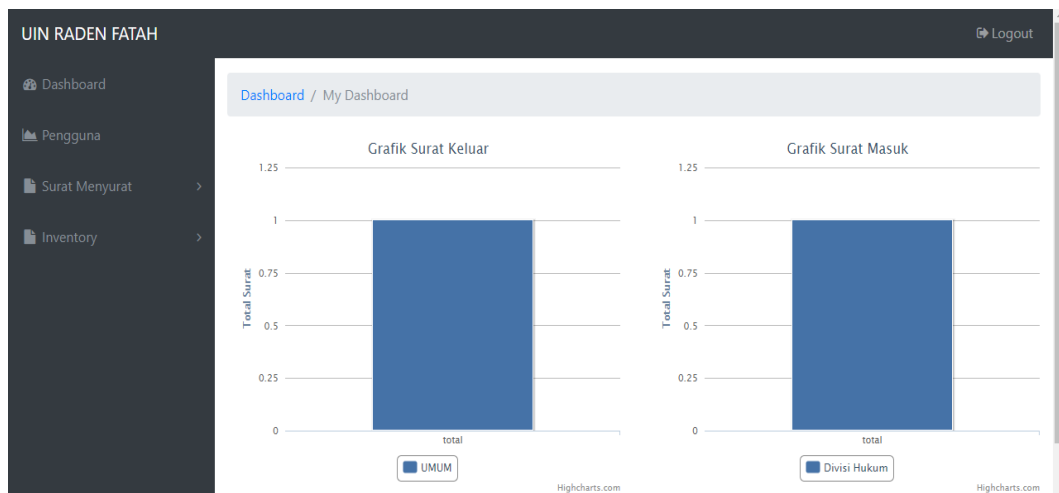 UIN RADEN FATAH
Logout
Dashboard
Pengguna
Surat Menyurat
Inventory
Dashboard / My Dashboard
Grafik Surat Keluar
1.25
1
0.75
0.5
0.25
0
Total Surat
total
UMUM
Highcharts.com
Grafik Surat Masuk
1.25
1
0.75
0.5
0.25
0
Total Surat
total
Divisi Hukum
Highcharts.com